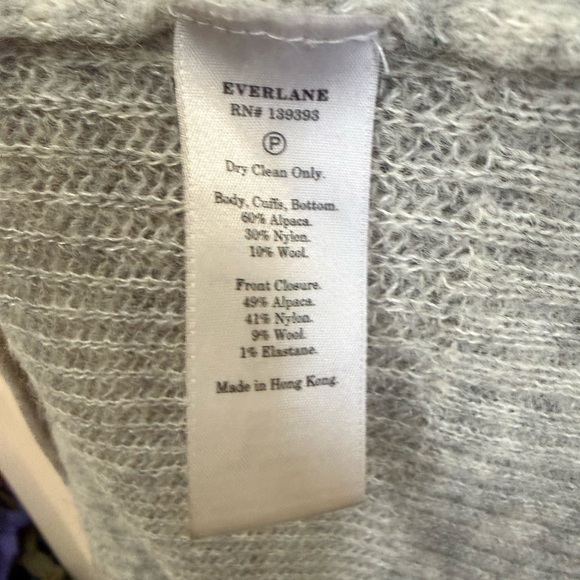 EVERLANE
RN# 139393
P
Dry Clean Only.
Body, Cuffs, Bottom.
60% Alpaca.
30% Nylon.
10% Wool.
Front Closure.
49% Alpaca.
41% Nylon.
9% Wool.
1% Elastane.
Made in Hong Kong.